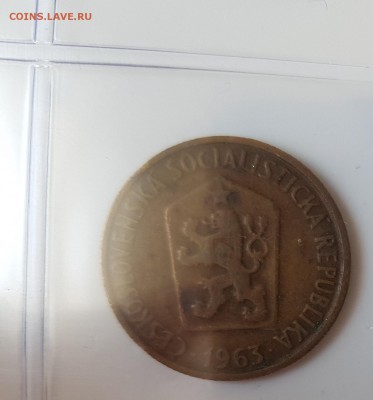 COINS.LAVE.RU
ČESKOSLOVENSKÁ SOCIALISTICKÁ REPUBLIKA
• 1963 •